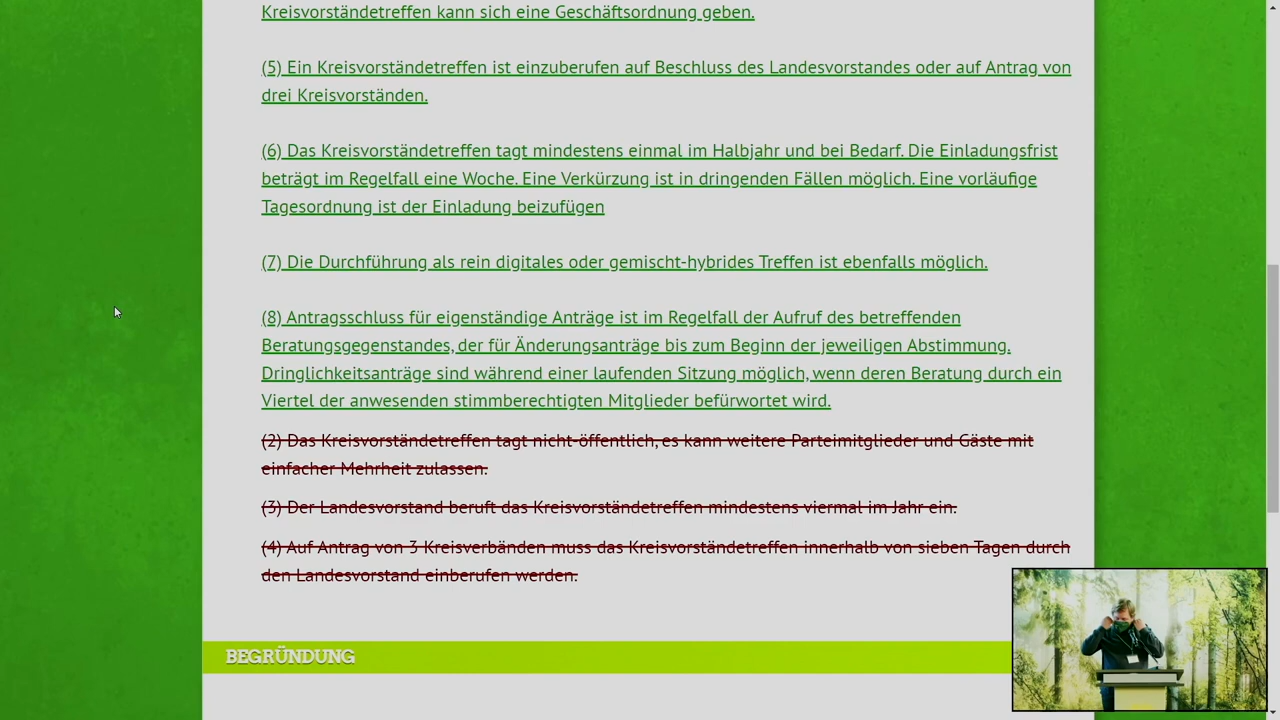 Kreisvorständetreffen kann sich eine Geschäftsordnung geben.
(5) Ein Kreisvorständetreffen ist einzuberufen auf Beschluss des Landesvorstandes oder auf Antrag von
drei Kreisvorständen.
(6) Das Kreisvorständetreffen tagt mindestens einmal im Halbjahr und bei Bedarf. Die Einladungsfrist
beträgt im Regelfall eine Woche. Eine Verkürzung ist in dringenden Fällen möglich. Eine vorläufige
Tagesordnung ist der Einladung beizufügen
(7) Die Durchführung als rein digitales oder gemischt-hybrides Treffen ist ebenfalls möglich.
(8) Antragsschluss für eigenständige Anträge ist im Regelfall der Aufruf des betreffenden
Beratungsgegenstandes, der für Änderungsanträge bis zum Beginn der jeweiligen Abstimmung.
Dringlichkeitsanträge sind während einer laufenden Sitzung möglich, wenn deren Beratung durch ein
Viertel der anwesenden stimmberechtigten Mitglieder befürwortet wird.
(2) Das Kreisvorständetreffen tagt nicht-öffentlich, es kann weitere Parteimitglieder und Gäste mit
einfacher Mehrheit zulassen.
(3) Der Landesvorstand beruft das Kreisvorständetreffen mindestens viermal im Jahr ein.
(4) Auf Antrag von 3 Kreisverbänden muss das Kreisvorständetreffen innerhalb von sieben Tagen durch
den Landesvorstand einberufen werden.
BEGRÜNDUNG